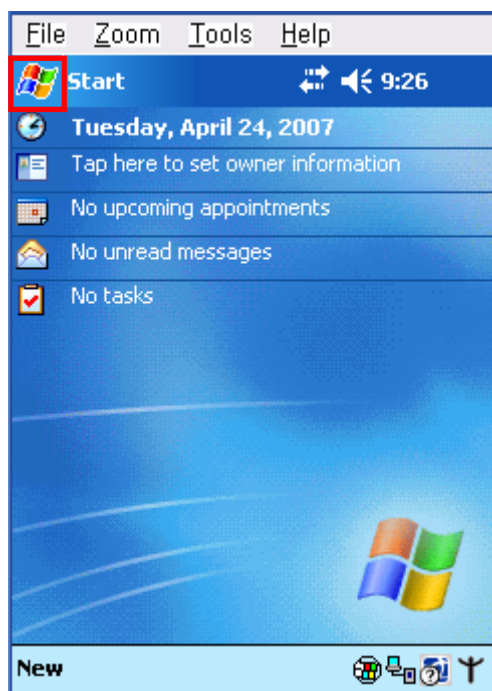 File Zoom Tools Help
Start 9:26
Tuesday, April 24, 2007
Tap here to set owner information
No upcoming appointments
No unread messages
No tasks
New